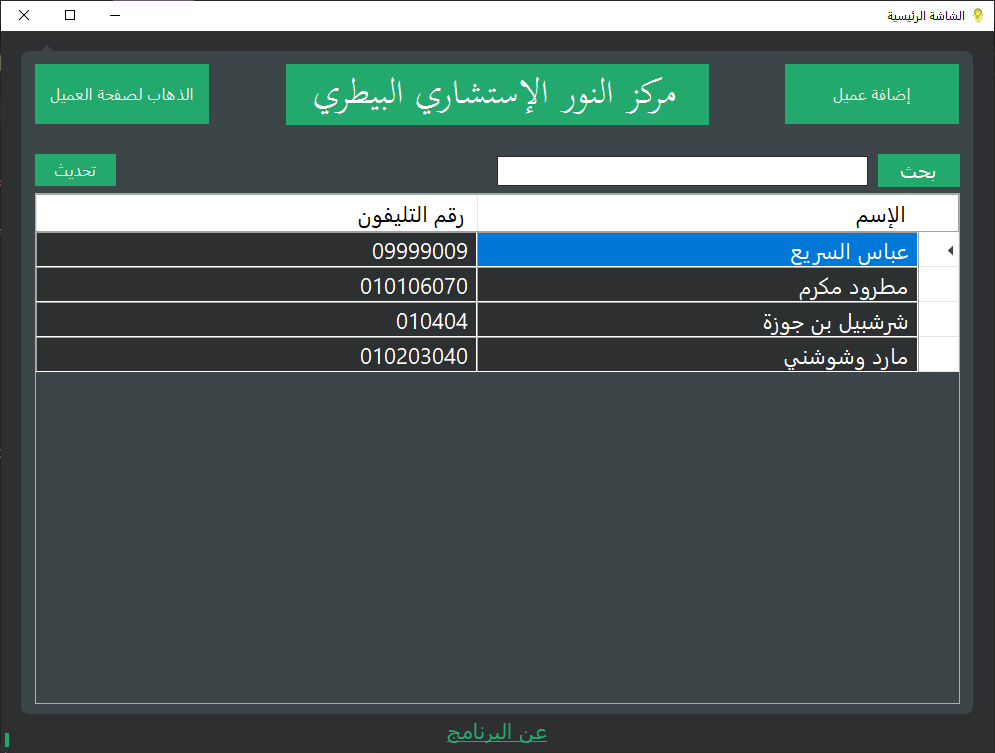 الشاشة الرئيسية
إضافة عميل
مركز النور الإستشاري البيطري
الذهاب لصفحة العميل
بحث
تحديث
الإسم رقم التليفون
عباس السريع 09999009
مطرود مكرم 010106070
شرشبيل بن جوزة 010404
مارد وشوشني 010203040
عن البرنامج